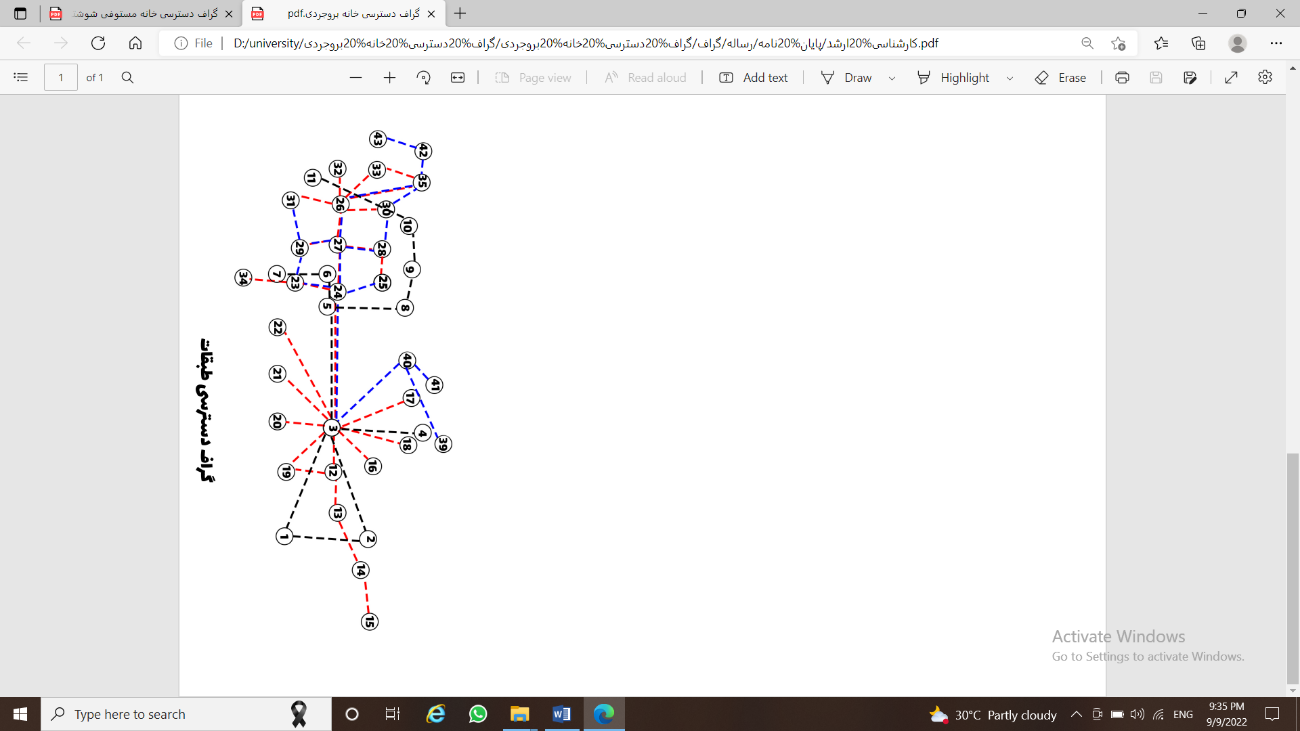 گراف دسترسی خانه مستوفی شوش
گراف دسترسی خانه بروجردی.pdf
File
D:/university/کارشناسی%20ارشد/پایان%20نامه/رساله/گراف/گراف%20دسترسی%20خانه%20بروجردی/گراف%20دسترسی%20خانه%20بروجردی.pdf
1 of 1
Page view
Read aloud
Add text
Draw
Highlight
Erase
43
42
32
33
11
35
31
26
30
10
29
27
28
9
34
7
6
23
24
25
5
8
22
40
21
41
17
20
3
4
18
39
19
12
16
13
1
2
14
15
گراف دسترسی طبقات
Activate Windows
Go to Settings to activate Windows.
Type here to search
30°C Partly cloudy
ENG
9:35 PM
9/9/2022